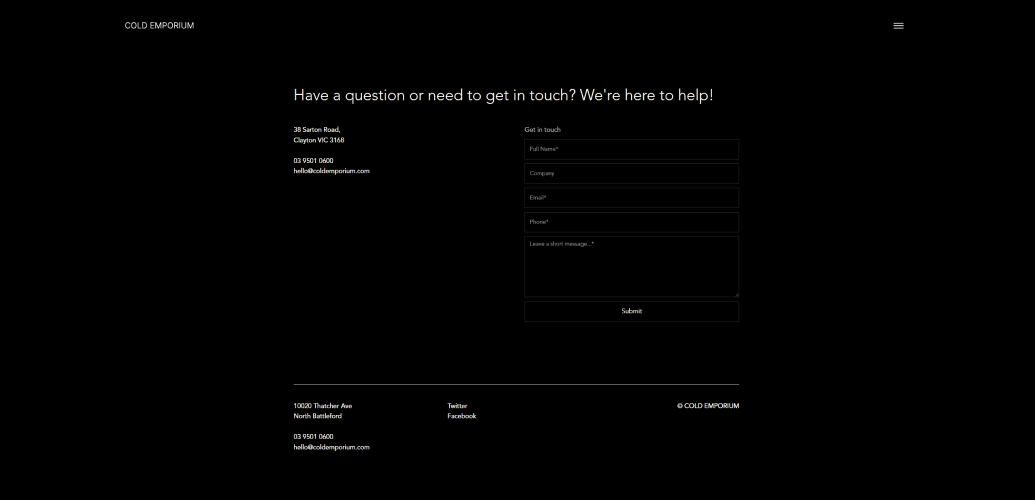 COLD EMPORIUM
Have a question or need to get in touch? We're here to help!
38 Sarton Road,
Clayton VIC 3168
03 9501 0600
hello@coldemporium.com
Get in touch
Full Name*
Company
Email*
Phone*
Leave a short message...*
Submit
10020 Thatcher Ave
North Battleford
03 9501 0600
hello@coldemporium.com
Twitter
Facebook
© COLD EMPORIUM